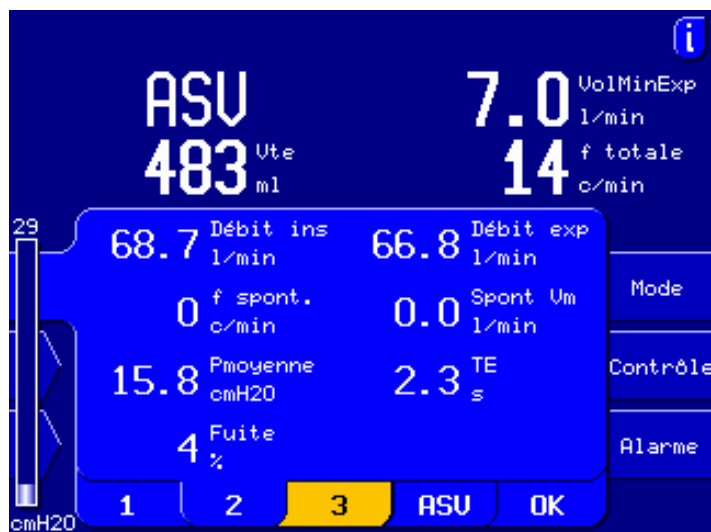 i
ASV
7.0 VolMinExp l/min
483 Vte ml
14 f totale c/min
29
68.7 Débit ins l/min
66.8 Débit exp l/min
0 f spont. c/min
0.0 Spont Vm l/min
15.8 Pmoyenne cmH2O
2.3 TE s
4 Fuite %
Mode
Contrôle
Alarme
1 2 3 ASV OK
cmH2O